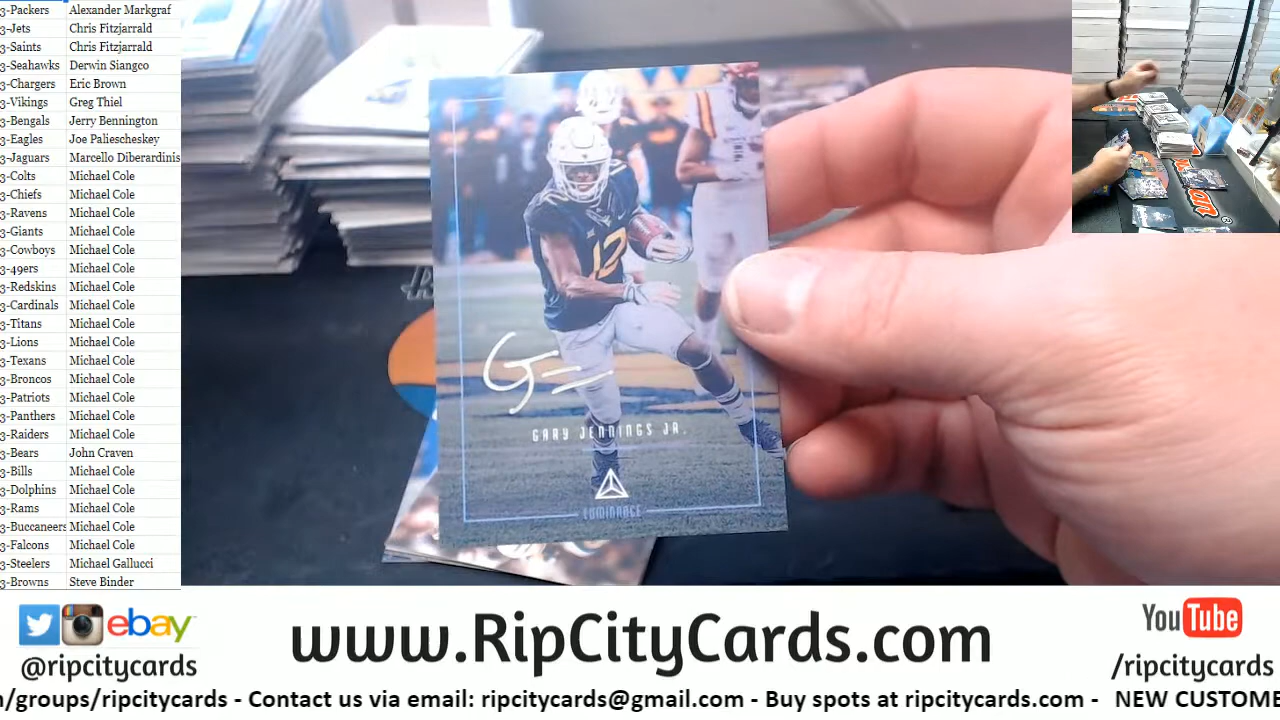 3-Packers Alexander Markgraf
3-Jets Chris Fitzjarrald
3-Saints Chris Fitzjarrald
3-Seahawks Derwin Siangco
3-Chargers Eric Brown
3-Vikings Greg Thiel
3-Bengals Jerry Bennington
3-Eagles Joe Paliescheskey
3-Jaguars Marcello Diberardinis
3-Colts Michael Cole
3-Chiefs Michael Cole
3-Ravens Michael Cole
3-Giants Michael Cole
3-Cowboys Michael Cole
3-49ers Michael Cole
3-Redskins Michael Cole
3-Cardinals Michael Cole
3-Titans Michael Cole
3-Lions Michael Cole
3-Texans Michael Cole
3-Broncos Michael Cole
3-Patriots Michael Cole
3-Panthers Michael Cole
3-Raiders Michael Cole
3-Bears John Craven
3-Bills Michael Cole
3-Dolphins Michael Cole
3-Rams Michael Cole
3-Buccaneers Michael Cole
3-Falcons Michael Cole
3-Steelers Michael Gallucci
3-Browns Steve Binder
12
GARY JENNINGS JR.
LUMINANCE
ebay
@ripcitycards
www.RipCityCards.com
YouTube
/ripcitycards
n/groups/ripcitycards - Contact us via email: ripcitycards@gmail.com - Buy spots at ripcitycards.com - NEW CUSTOME